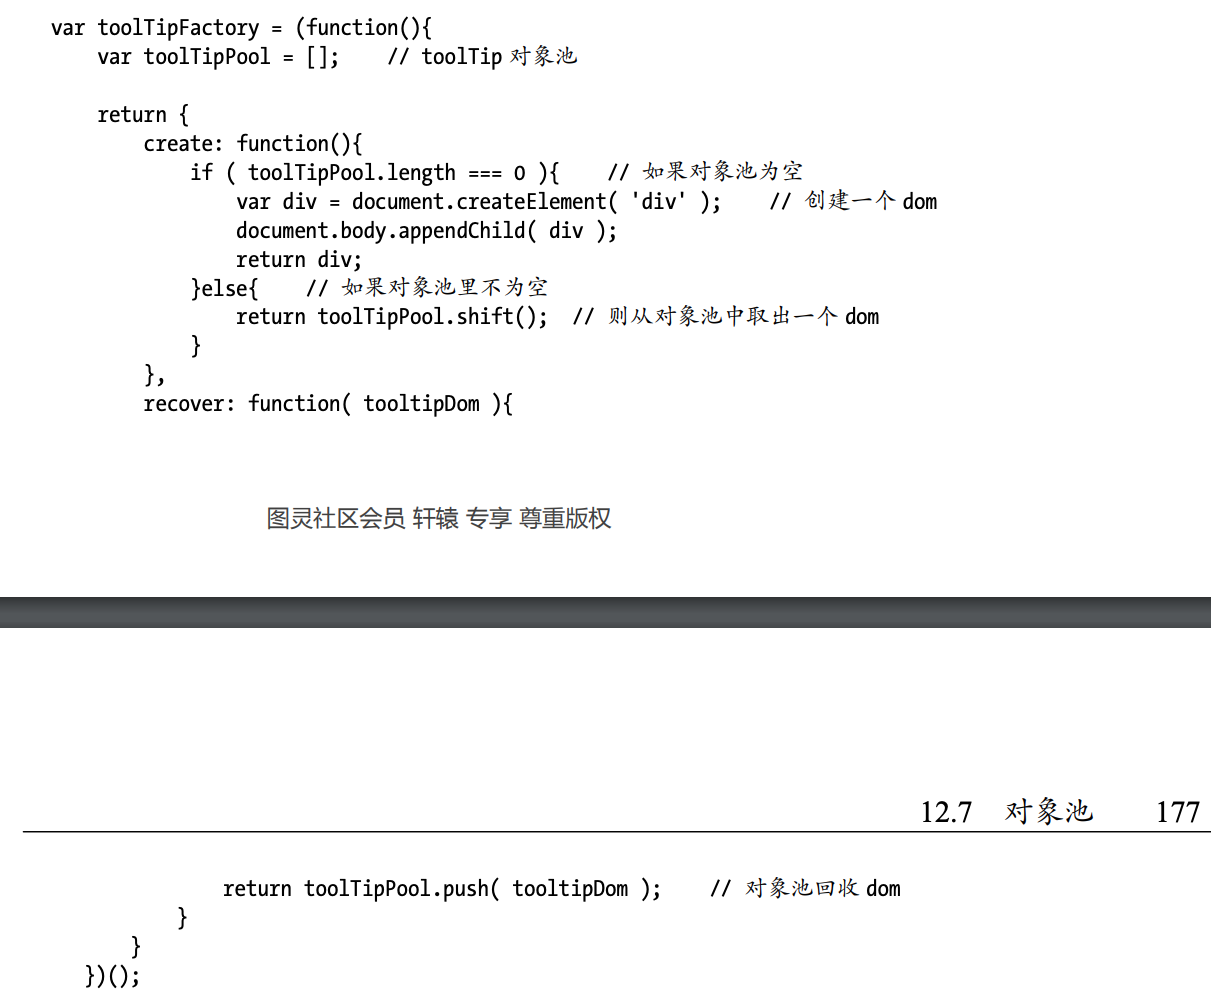 var toolTipFactory = (function(){
    var toolTipPool = [];    // toolTip 对象池
    return {
        create: function(){
            if ( toolTipPool.length === 0 ){    // 如果对象池为空
                var div = document.createElement( 'div' );    // 创建一个 dom
                document.body.appendChild( div );
                return div;
            }else{    // 如果对象池里不为空
                return toolTipPool.shift();  // 则从对象池中取出一个 dom
            }
        },
        recover: function( tooltipDom ){
图灵社区会员 轩辕 专享 尊重版权
12.7 对象池 177
            return toolTipPool.push( tooltipDom );    // 对象池回收 dom
        }
    }
})();